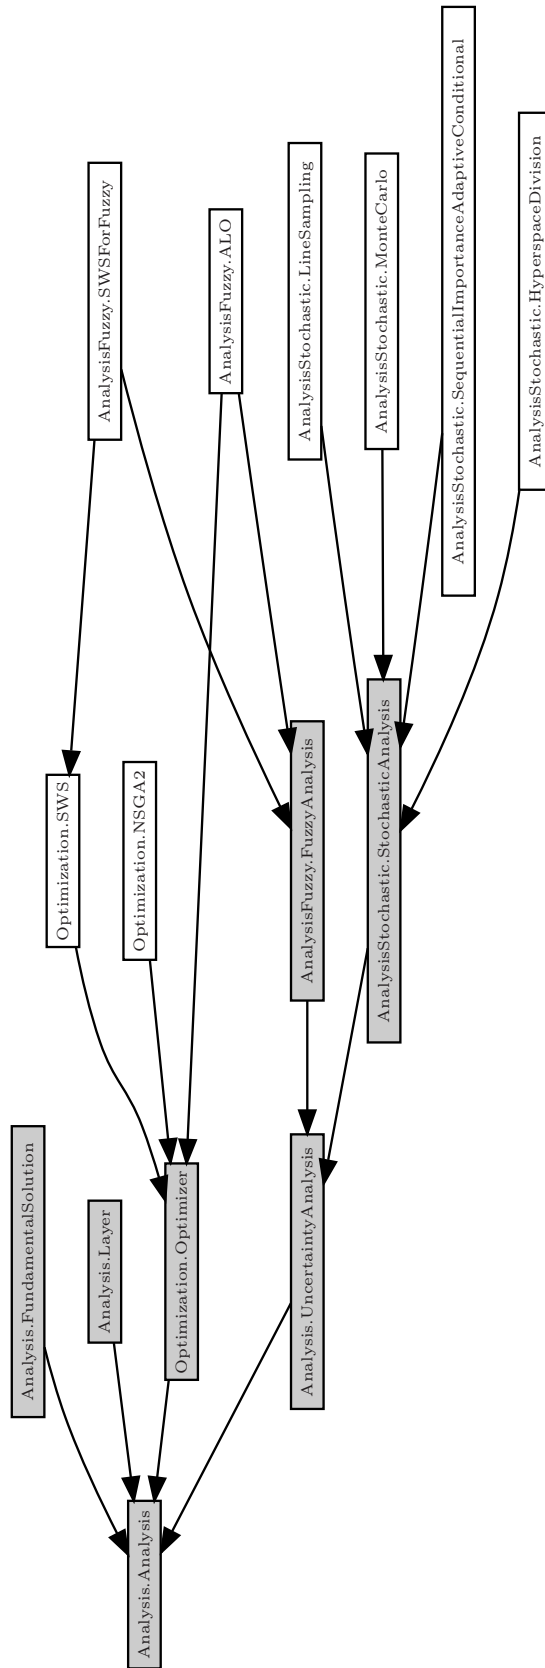 Analysis.Analysis
Analysis.FundamentalSolution
Analysis.Layer
Optimization.Optimizer
Analysis.UncertaintyAnalysis
Optimization.SWS
Optimization.NSGA2
AnalysisFuzzy.FuzzyAnalysis
AnalysisStochastic.StochasticAnalysis
AnalysisFuzzy.SWSForFuzzy
AnalysisFuzzy.ALO
AnalysisStochastic.LineSampling
AnalysisStochastic.MonteCarlo
AnalysisStochastic.SequentialImportanceAdaptiveConditional
AnalysisStochastic.HyperspaceDivision